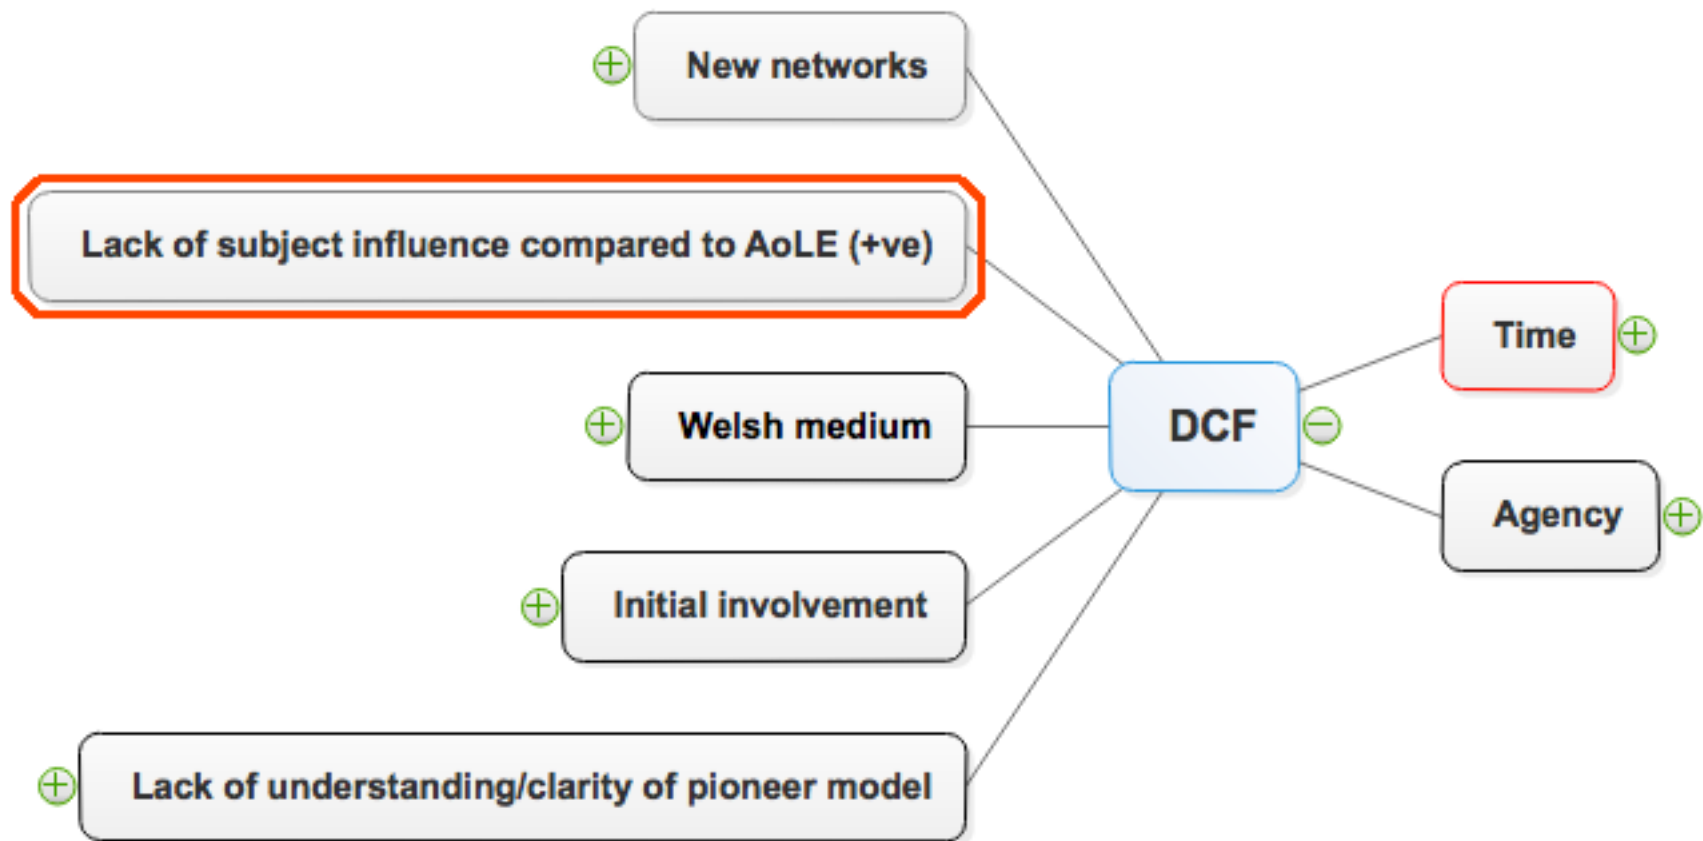 New networks
Lack of subject influence compared to AoLE (+ve)
Welsh medium
Initial involvement
Lack of understanding/clarity of pioneer model
DCF
Time
Agency